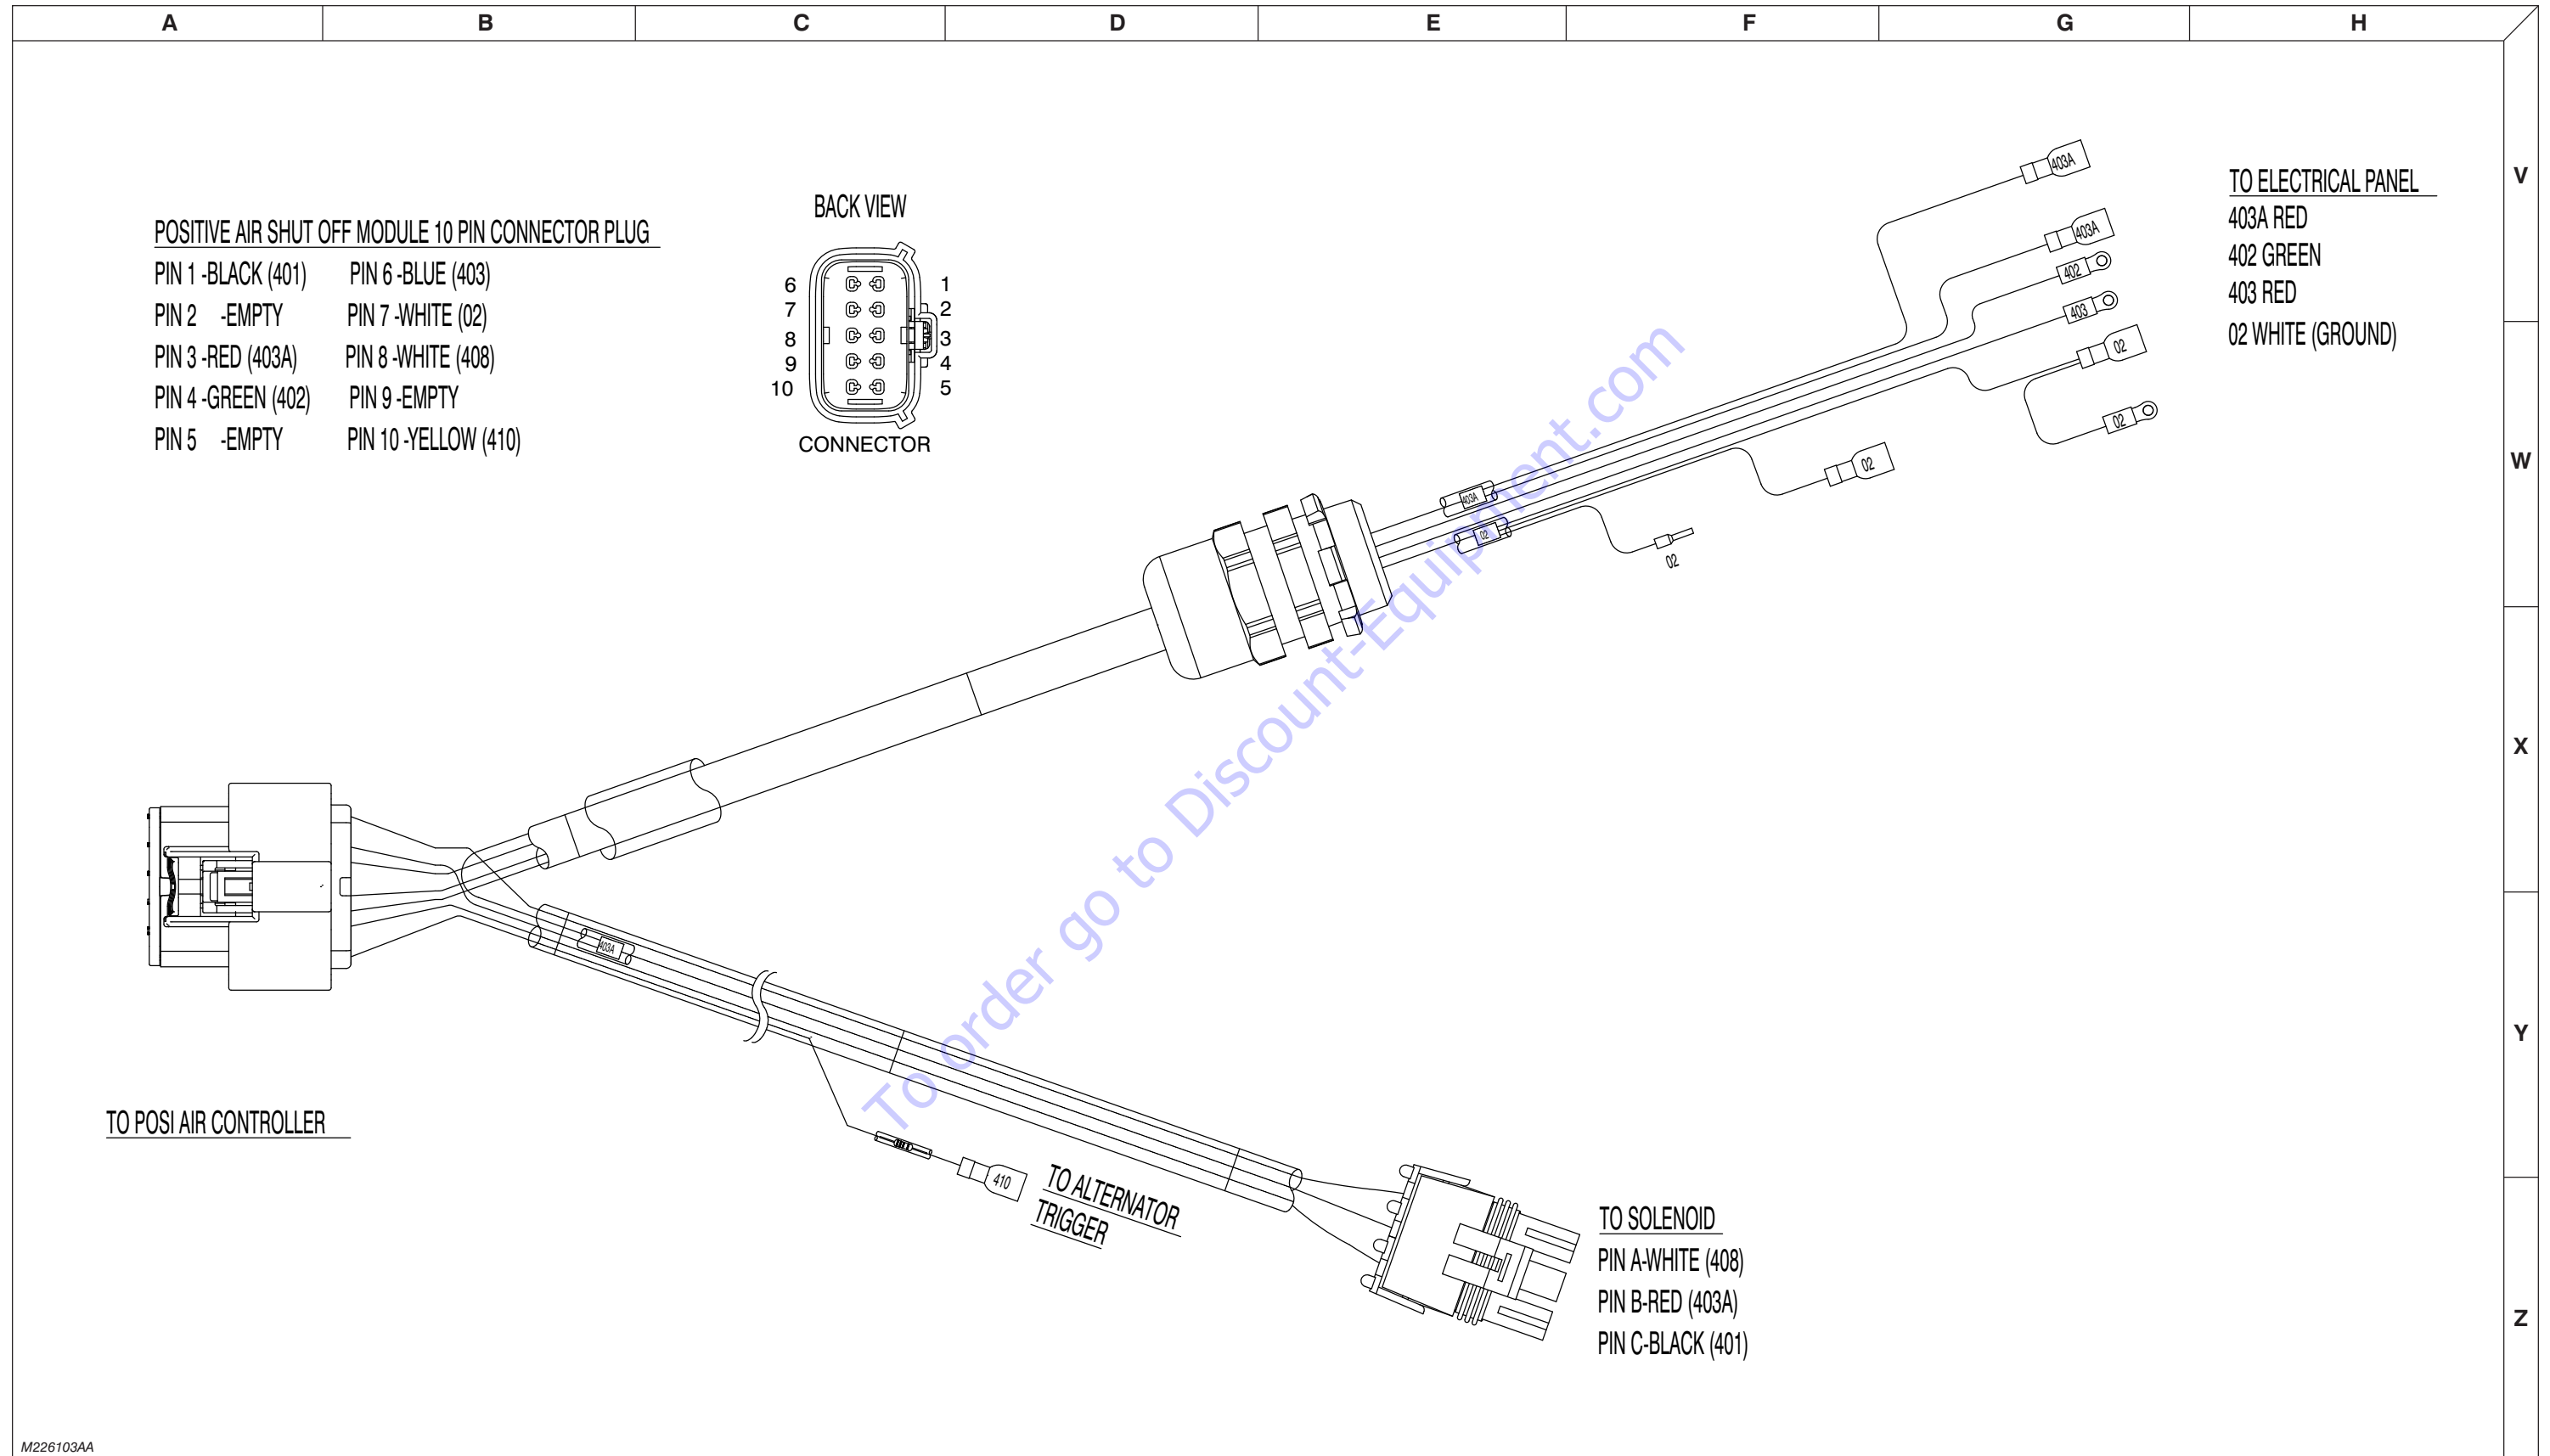 A B C D E F G H
V
W
X
Y
Z
POSITIVE AIR SHUT OFF MODULE 10 PIN CONNECTOR PLUG
PIN 1 -BLACK (401) PIN 6 -BLUE (403)
PIN 2 -EMPTY PIN 7 -WHITE (02)
PIN 3 -RED (403A) PIN 8 -WHITE (408)
PIN 4 -GREEN (402) PIN 9 -EMPTY
PIN 5 -EMPTY PIN 10 -YELLOW (410)
BACK VIEW
6 1
7 2
8 3
9 4
10 5
CONNECTOR
403A
403A
402
403
02
02
02
02
403A
02
TO ELECTRICAL PANEL
403A RED
402 GREEN
403 RED
02 WHITE (GROUND)
403A
TO POSI AIR CONTROLLER
410
TO ALTERNATOR
TRIGGER
TO SOLENOID
PIN A-WHITE (408)
PIN B-RED (403A)
PIN C-BLACK (401)
To order go to Discount-Equipment.com
M226103AA